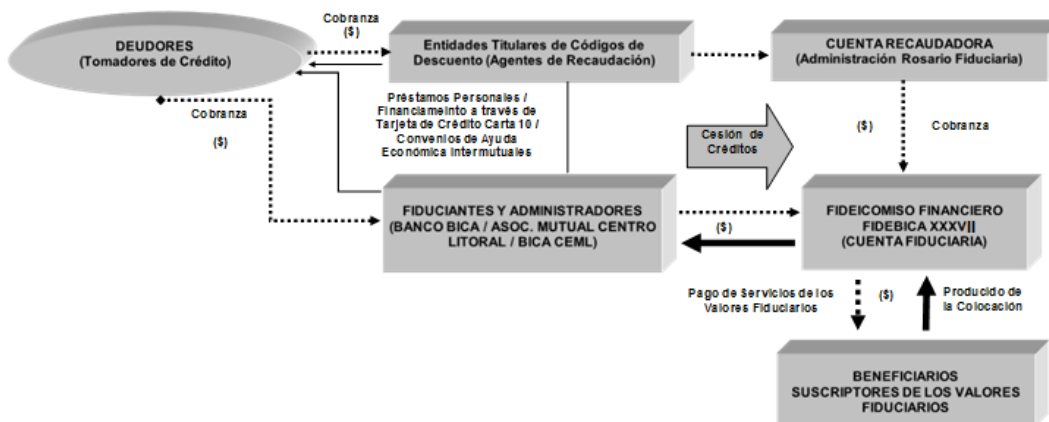 DEUDORES
(Tomadores de Crédito)
Cobranza
($)
Entidades Titulares de Códigos de
Descuento (Agentes de Recaudación)
CUENTA RECAUDADORA
(Administración Rosario Fiduciaria)
Préstamos Personales /
Financiameinto a través de
Tarjeta de Crédito Carta 10 /
Convenios de Ayuda
Económica Intermutuales
Cobranza
($)
Cesión de
Créditos
($)
Cobranza
FIDUCIANTES Y ADMINISTRADORES
(BANCO BICA / ASOC. MUTUAL CENTRO
LITORAL / BICA CEML)
($)
FIDEICOMISO FINANCIERO
FIDEBICA XXXVII
(CUENTA FIDUCIARIA)
Pago de Servicios de los
Valores Fiduciarios
($)
Producido de
la Colocación
BENEFICIARIOS
SUSCRIPTORES DE LOS VALORES
FIDUCIARIOS